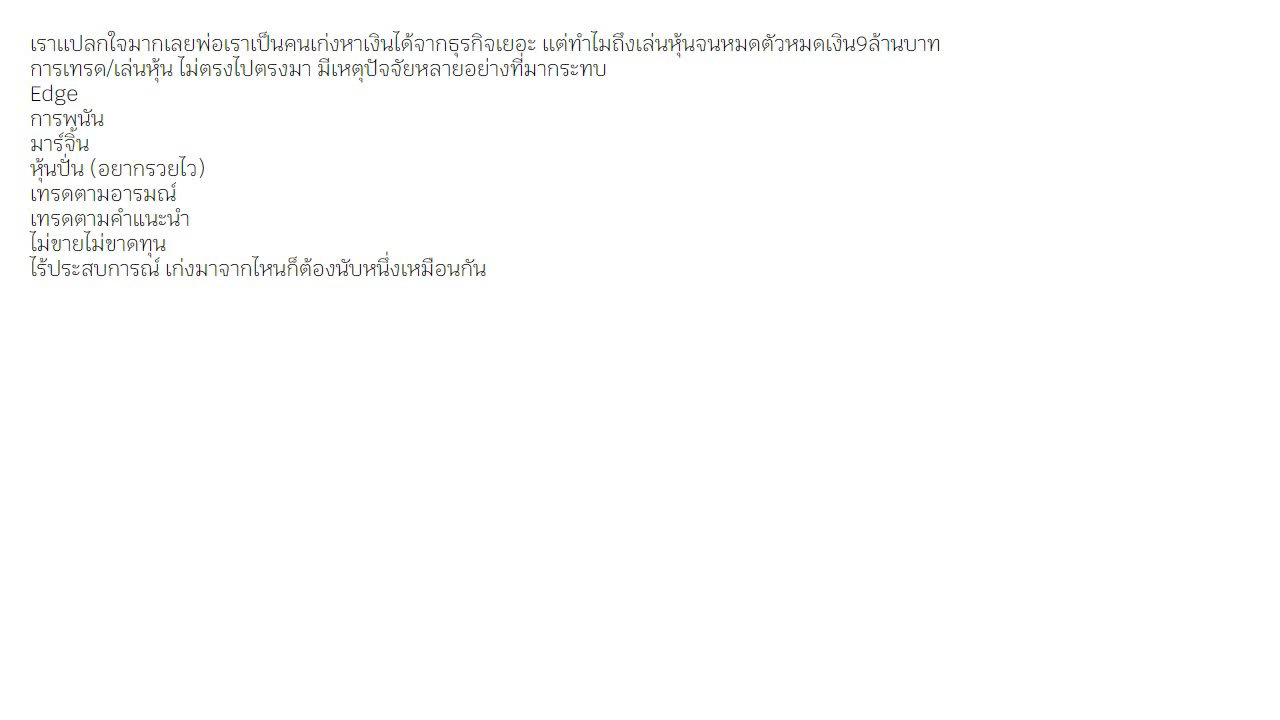 เราแปลกใจมากเลยพ่อเราเป็นคนเก่งหาเงินได้จากธุรกิจเยอะ แต่ทำไมถึงเล่นหุ้นจนหมดตัวหมดเงิน9ล้านบาท
การเทรด/เล่นหุ้น ไม่ตรงไปตรงมา มีเหตุปัจจัยหลายอย่างที่มากระทบ
Edge
การพนัน
มาร์จิ้น
หุ้นปั่น (อยากรวยไว)
เทรดตามอารมณ์
เทรดตามคำแนะนำ
ไม่ขายไม่ขาดทุน
ไร้ประสบการณ์ เก่งมาจากไหนก็ต้องนับหนึ่งเหมือนกัน